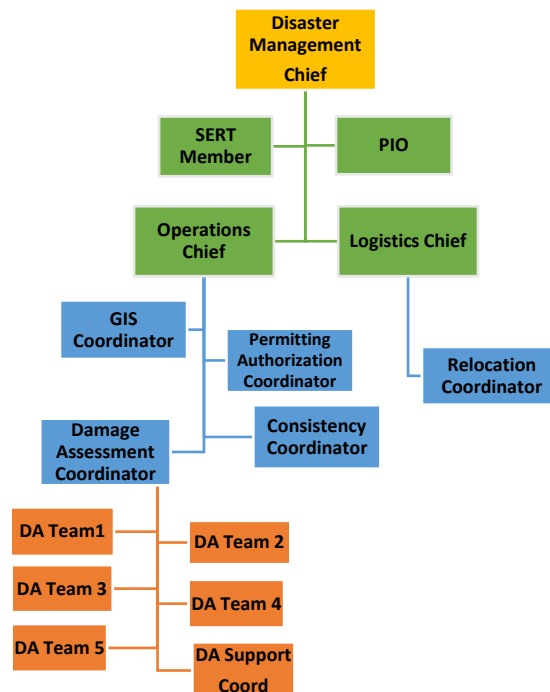 Disaster
Management
Chief
SERT
Member
PIO
Operations
Chief
Logistics Chief
GIS
Coordinator
Permitting
Authorization
Coordinator
Relocation
Coordinator
Damage
Assessment
Coordinator
Consistency
Coordinator
DA Team1
DA Team 2
DA Team 3
DA Team 4
DA Team 5
DA Support
Coord